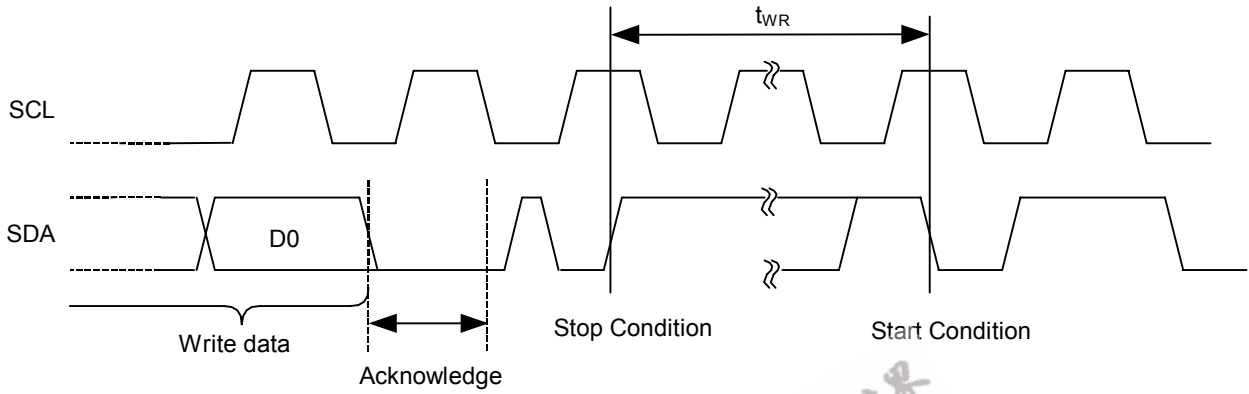 tWR
SCL
SDA
D0
Write data
Acknowledge
Stop Condition
Start Condition